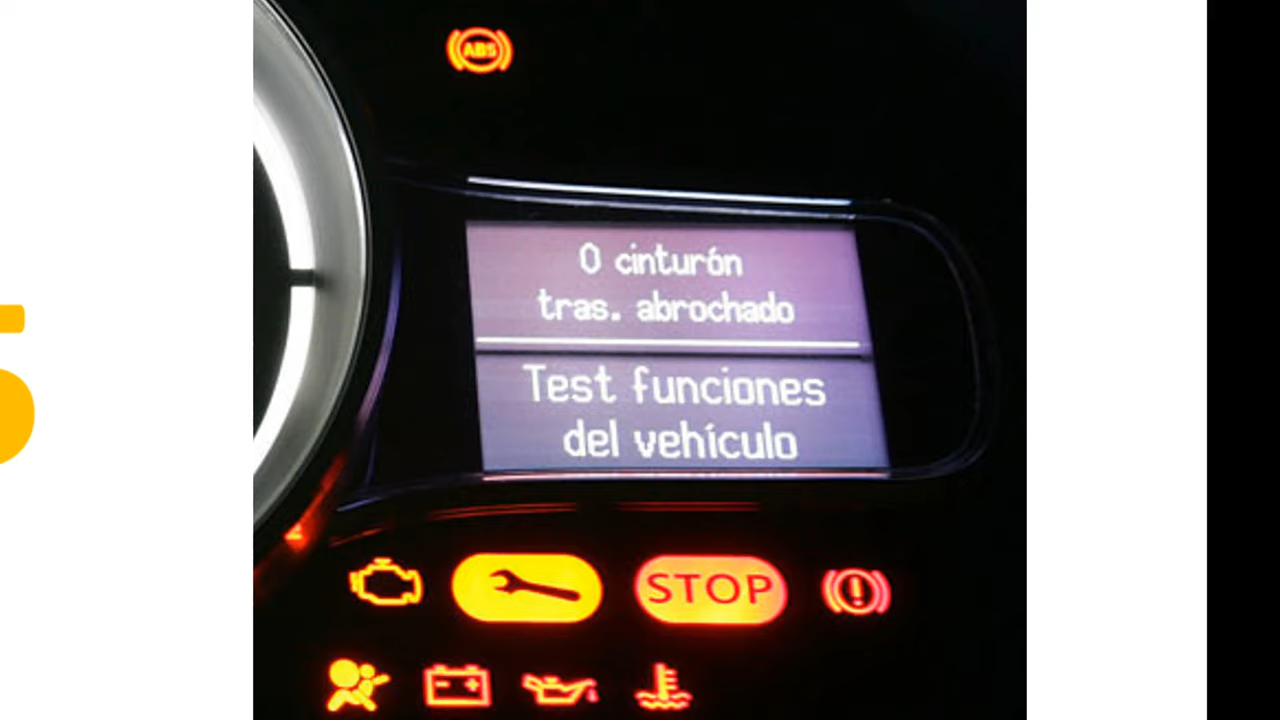 ABS
0 cinturón
tras. abrochado
Test funciones
del vehículo
STOP